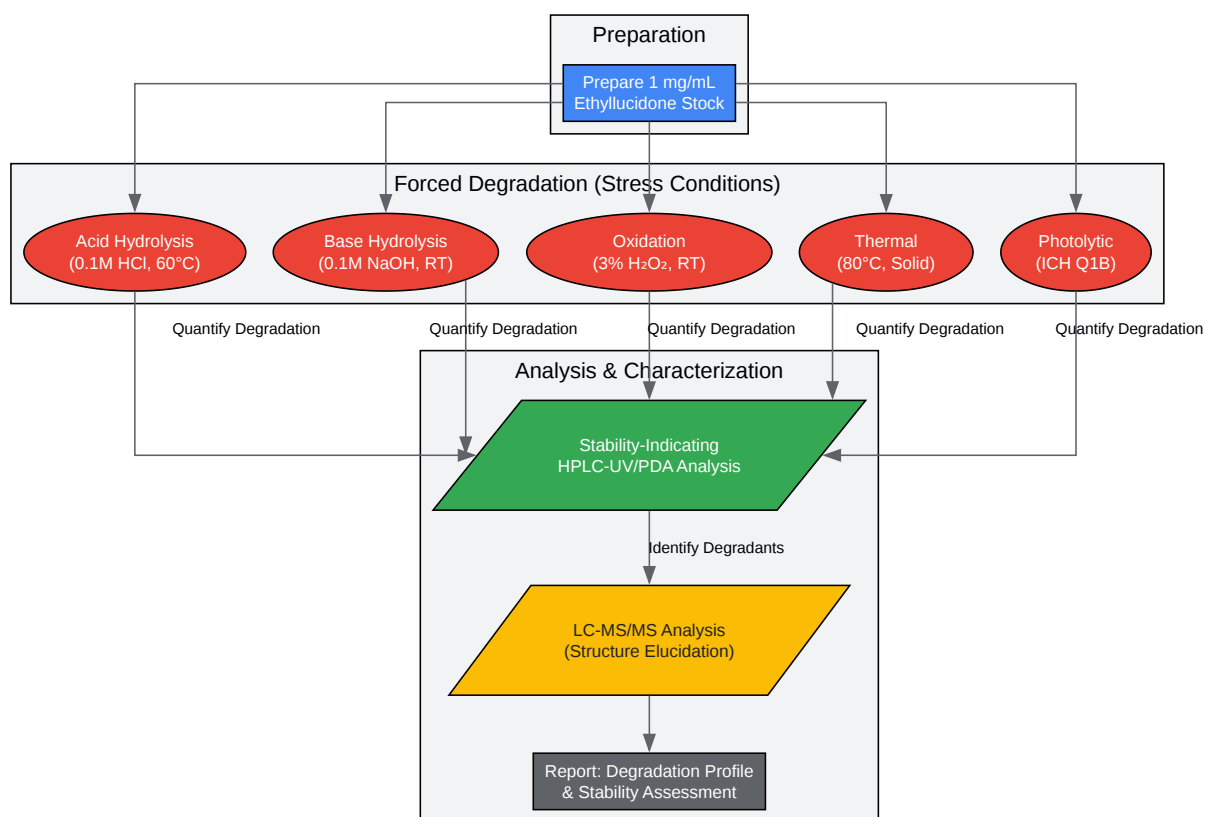 Preparation
Prepare 1 mg/mL
Ethyllucidone Stock
Forced Degradation (Stress Conditions)
Acid Hydrolysis
(0.1M HCl, 60°C)
Base Hydrolysis
(0.1M NaOH, RT)
Oxidation
(3% H₂O₂, RT)
Thermal
(80°C, Solid)
Photolytic
(ICH Q1B)
Quantify Degradation
Quantify Degradation
Quantify Degradation
Quantify Degradation
Quantify Degradation
Analysis & Characterization
Stability-Indicating
HPLC-UV/PDA Analysis
Identify Degradants
LC-MS/MS Analysis
(Structure Elucidation)
Report: Degradation Profile
& Stability Assessment